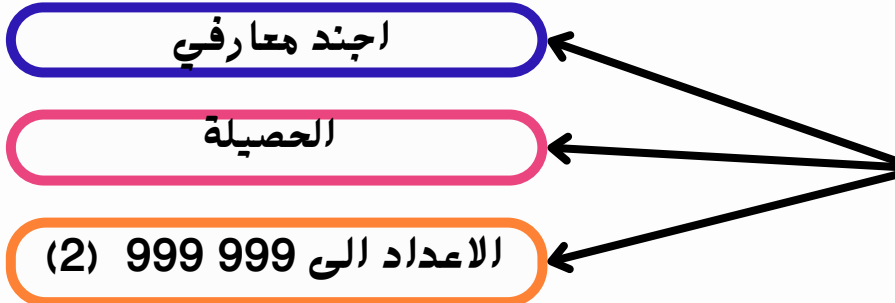 اجند معارفي
الحصيلة
الاعداد الى 999 999 (2)